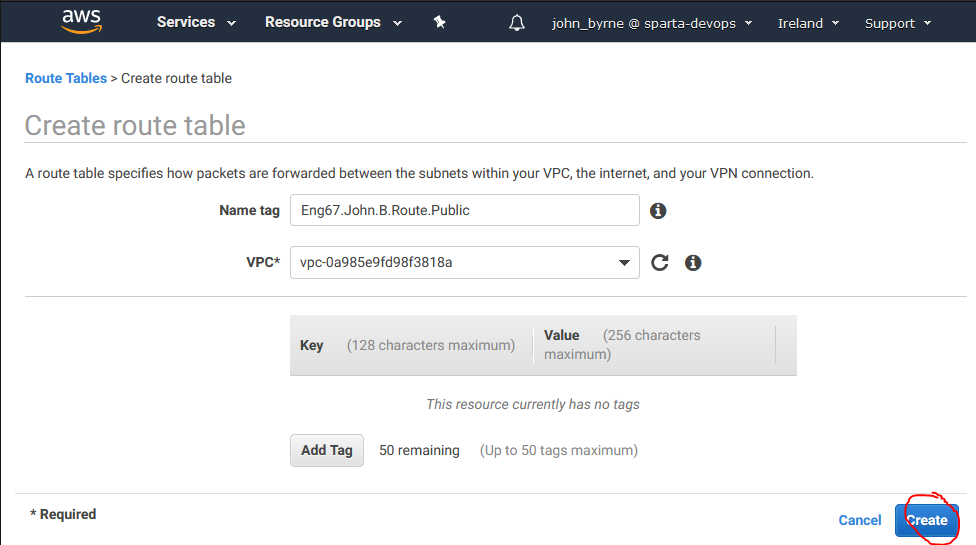 aws Services Resource Groups john_byrne @ sparta-devops Ireland Support
Route Tables > Create route table
Create route table
A route table specifies how packets are forwarded between the subnets within your VPC, the internet, and your VPN connection.
Name tag Eng67.John.B.Route.Public
VPC* vpc-0a985e9fd98f3818a
Key (128 characters maximum) Value (256 characters
maximum)
This resource currently has no tags
Add Tag 50 remaining (Up to 50 tags maximum)
* Required
Cancel Create